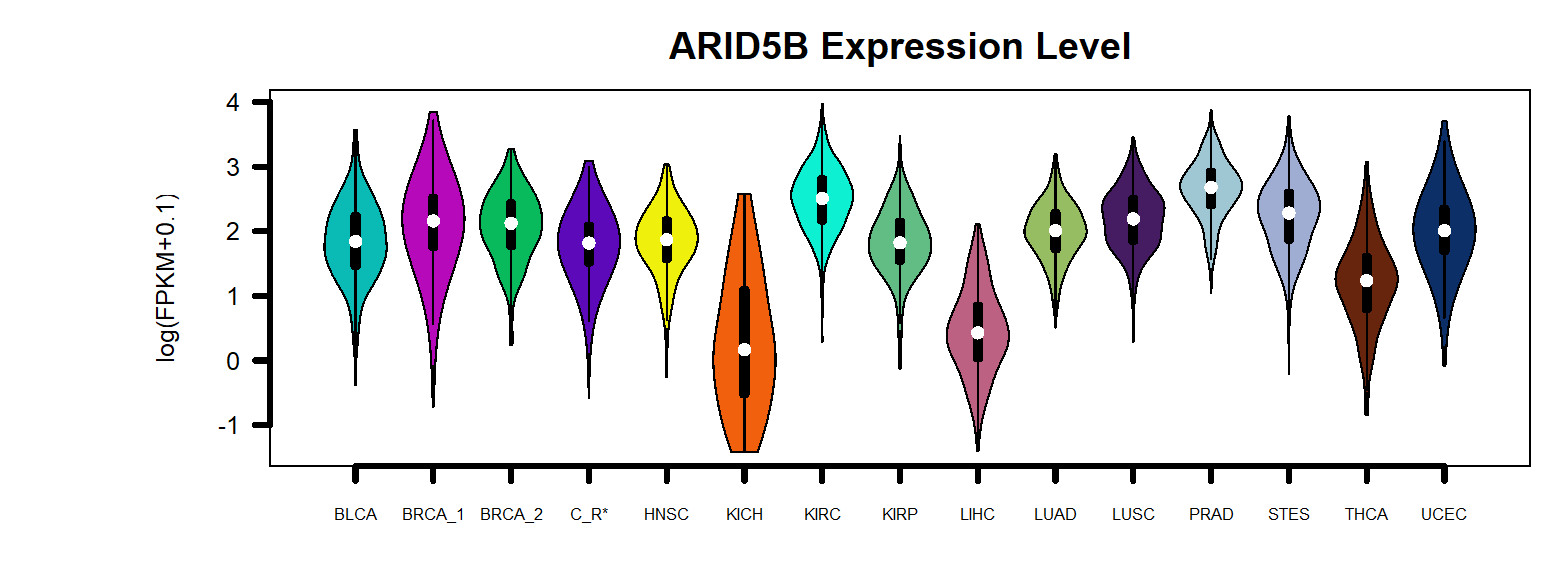 ARID5B Expression Level
log(FPKM+0.1)
4
3
2
1
0
-1
BLCA BRCA_1 BRCA_2 C_R* HNSC KICH KIRC KIRP LIHC LUAD LUSC PRAD STES THCA UCEC